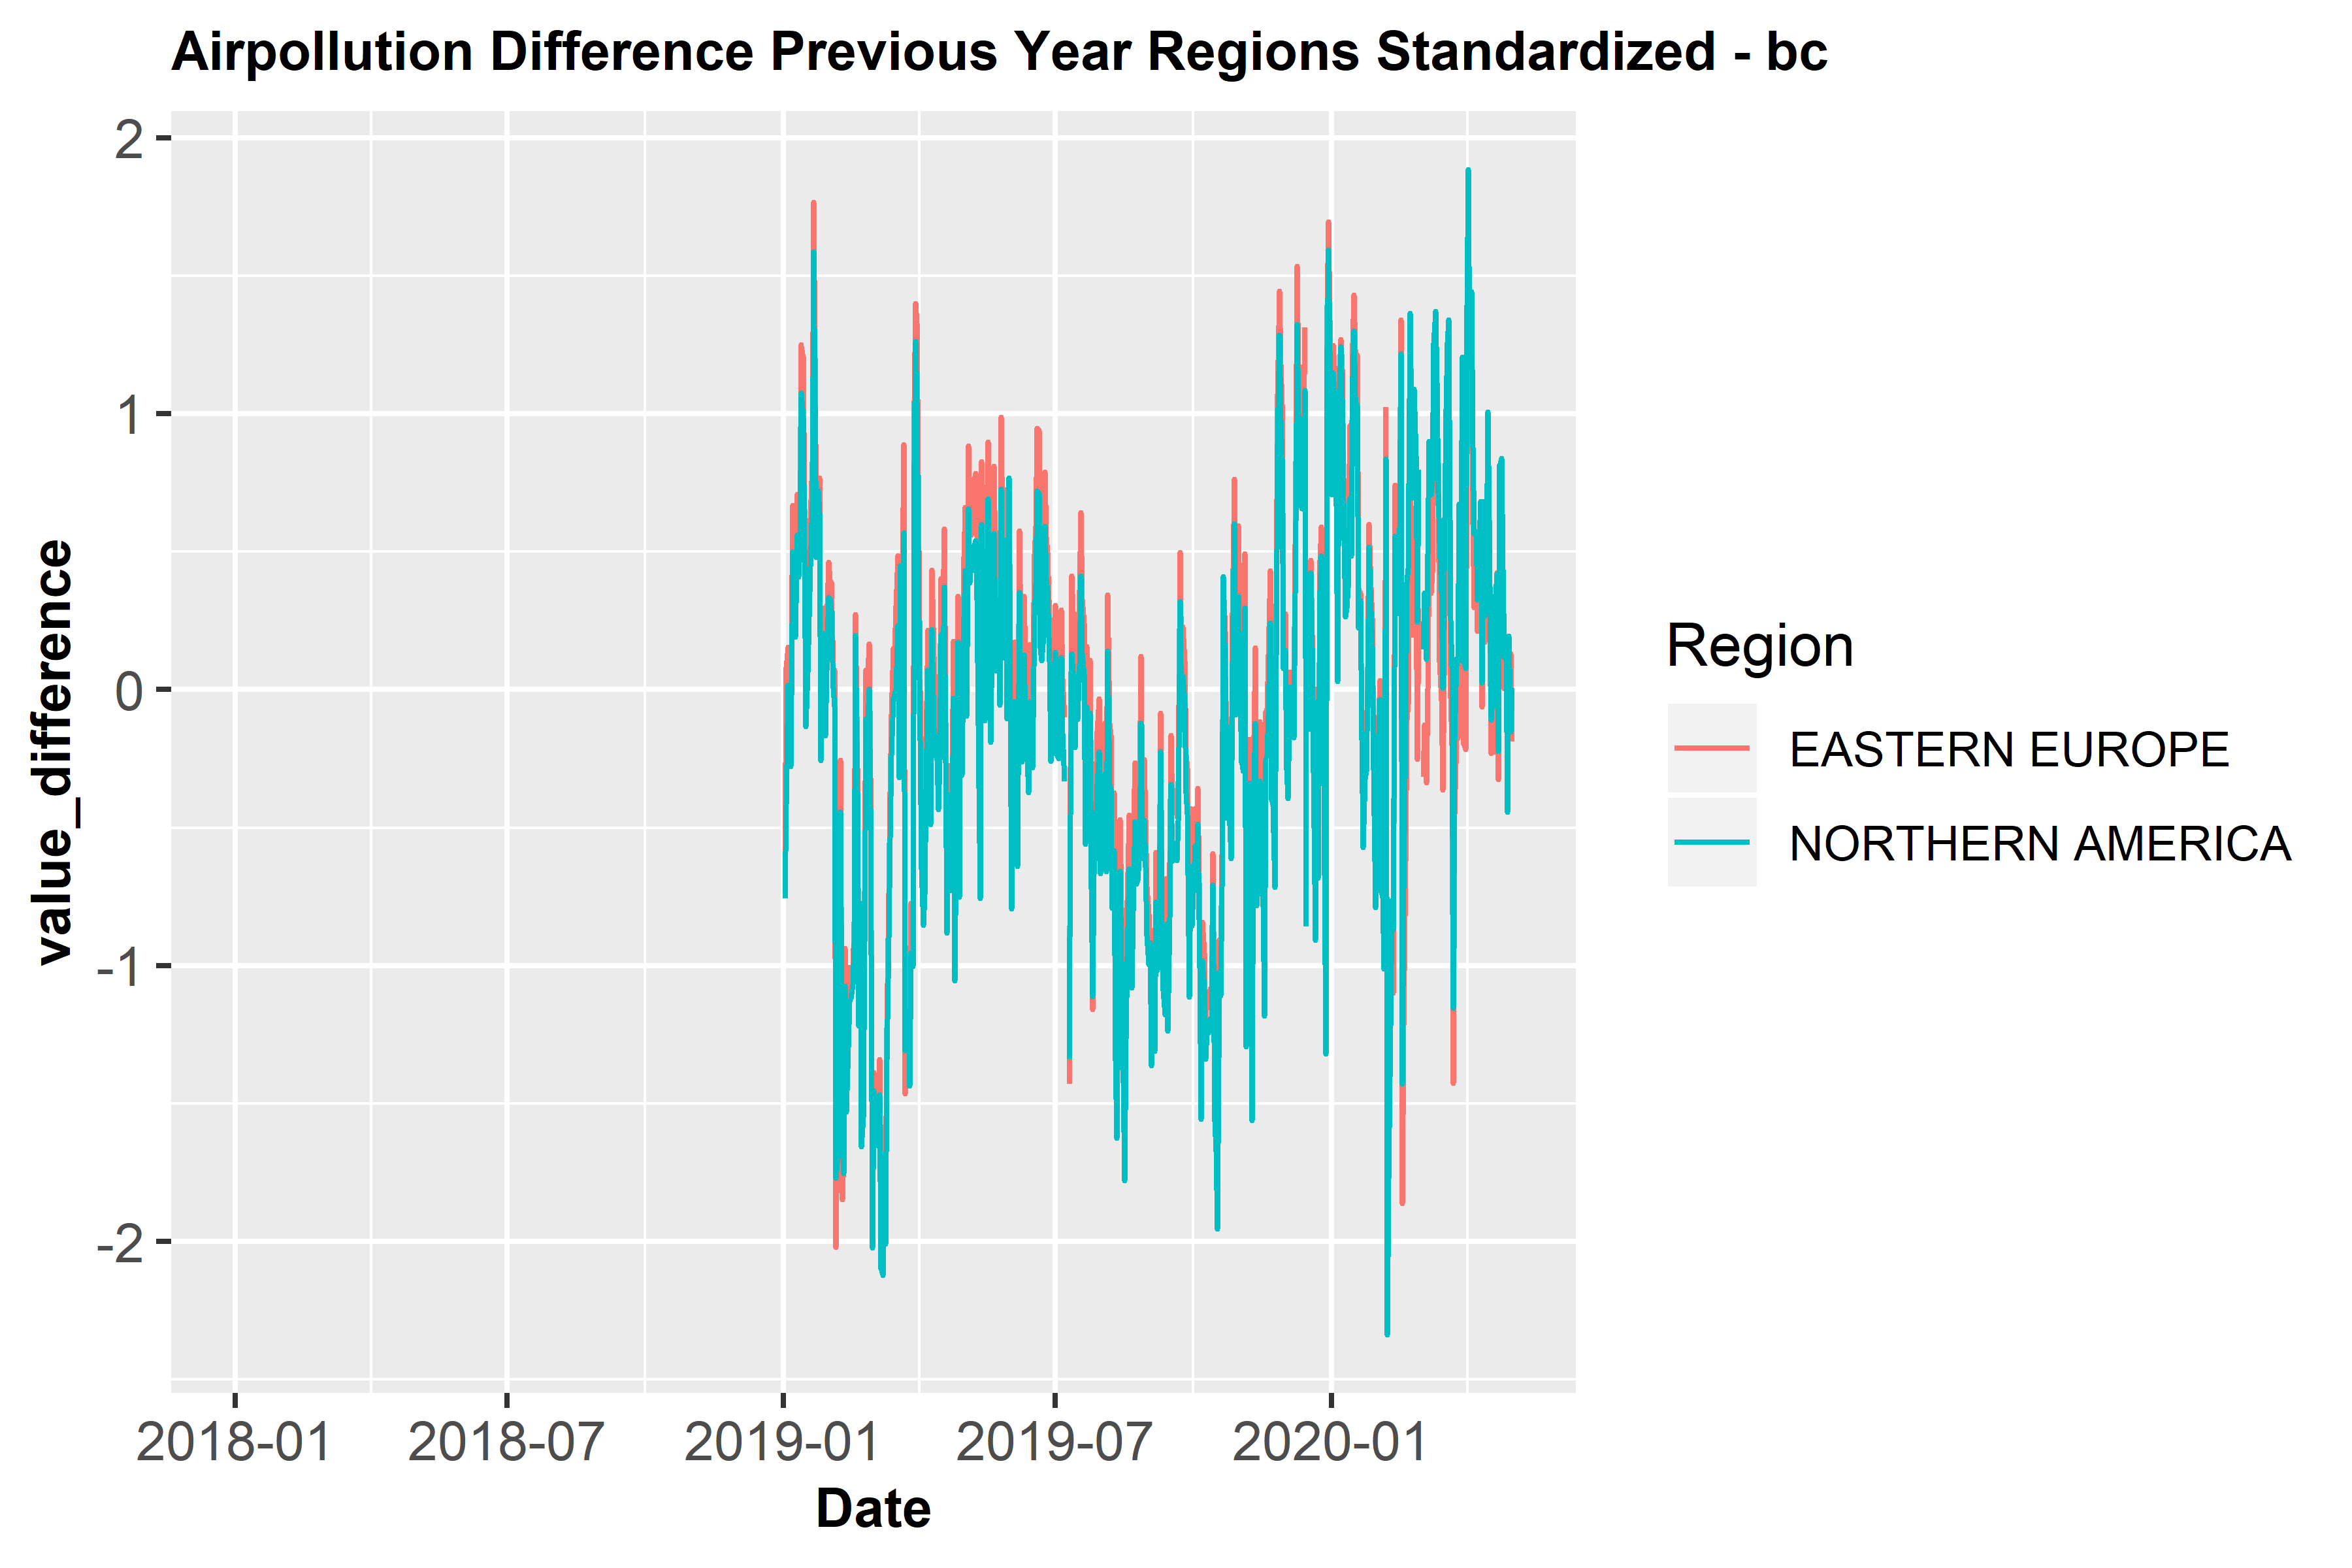 Airpollution Difference Previous Year Regions Standardized - bc
2
1
0
-1
-2
value_difference
2018-01
2018-07
2019-01
2019-07
2020-01
Date
Region
EASTERN EUROPE
NORTHERN AMERICA